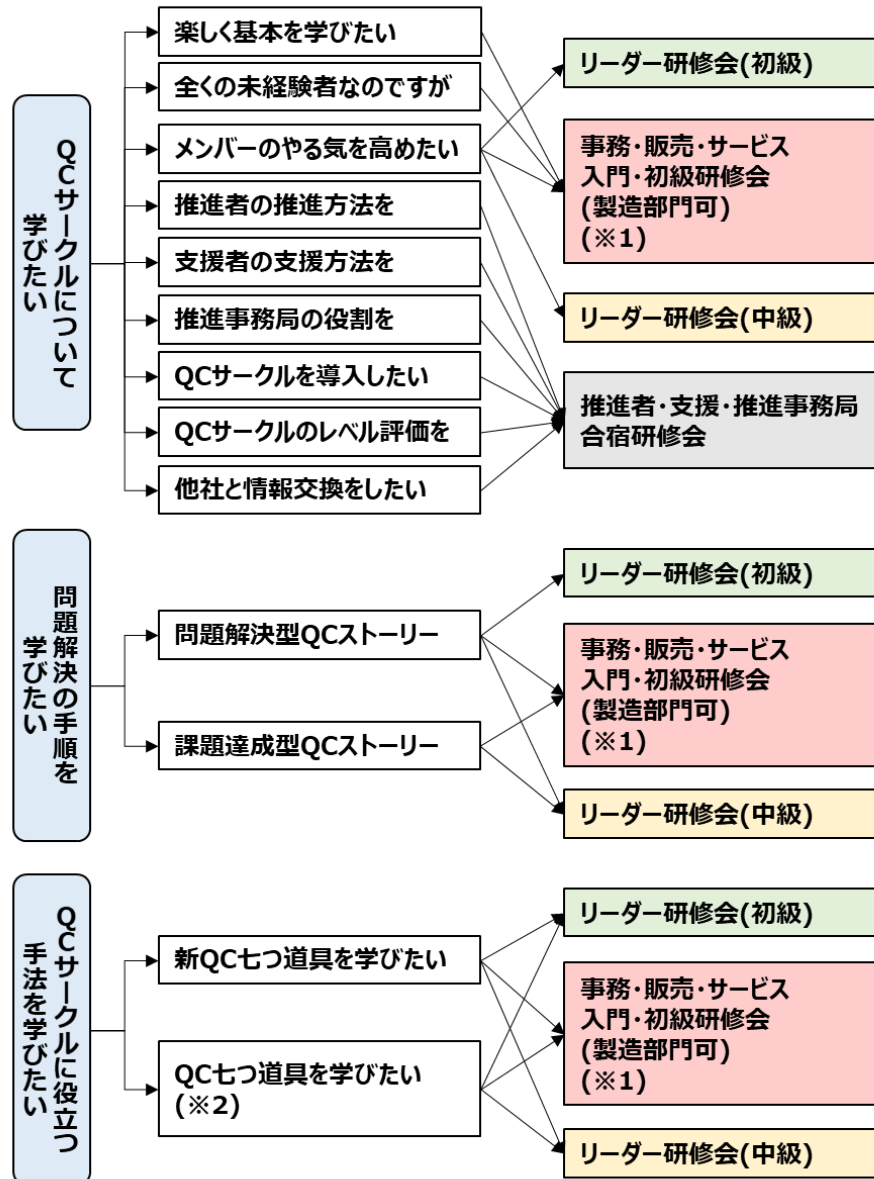 QCサークルについて
学びたい
楽しく基本を学びたい
全くの未経験者なのですが
メンバーのやる気を高めたい
推進者の推進方法を
支援者の支援方法を
推進事務局の役割を
QCサークルを導入したい
QCサークルのレベル評価を
他社と情報交換をしたい
リーダー研修会(初級)
事務・販売・サービス
入門・初級研修会
(製造部門可)
(※1)
リーダー研修会(中級)
推進者・支援・推進事務局
合宿研修会
問題解決の手順を
学びたい
問題解決型QCストーリー
課題達成型QCストーリー
リーダー研修会(初級)
事務・販売・サービス
入門・初級研修会
(製造部門可)
(※1)
リーダー研修会(中級)
QCサークルに役立つ
手法を学びたい
新QC七つ道具を学びたい
QC七つ道具を学びたい
(※2)
リーダー研修会(初級)
事務・販売・サービス
入門・初級研修会
(製造部門可)
(※1)
リーダー研修会(中級)